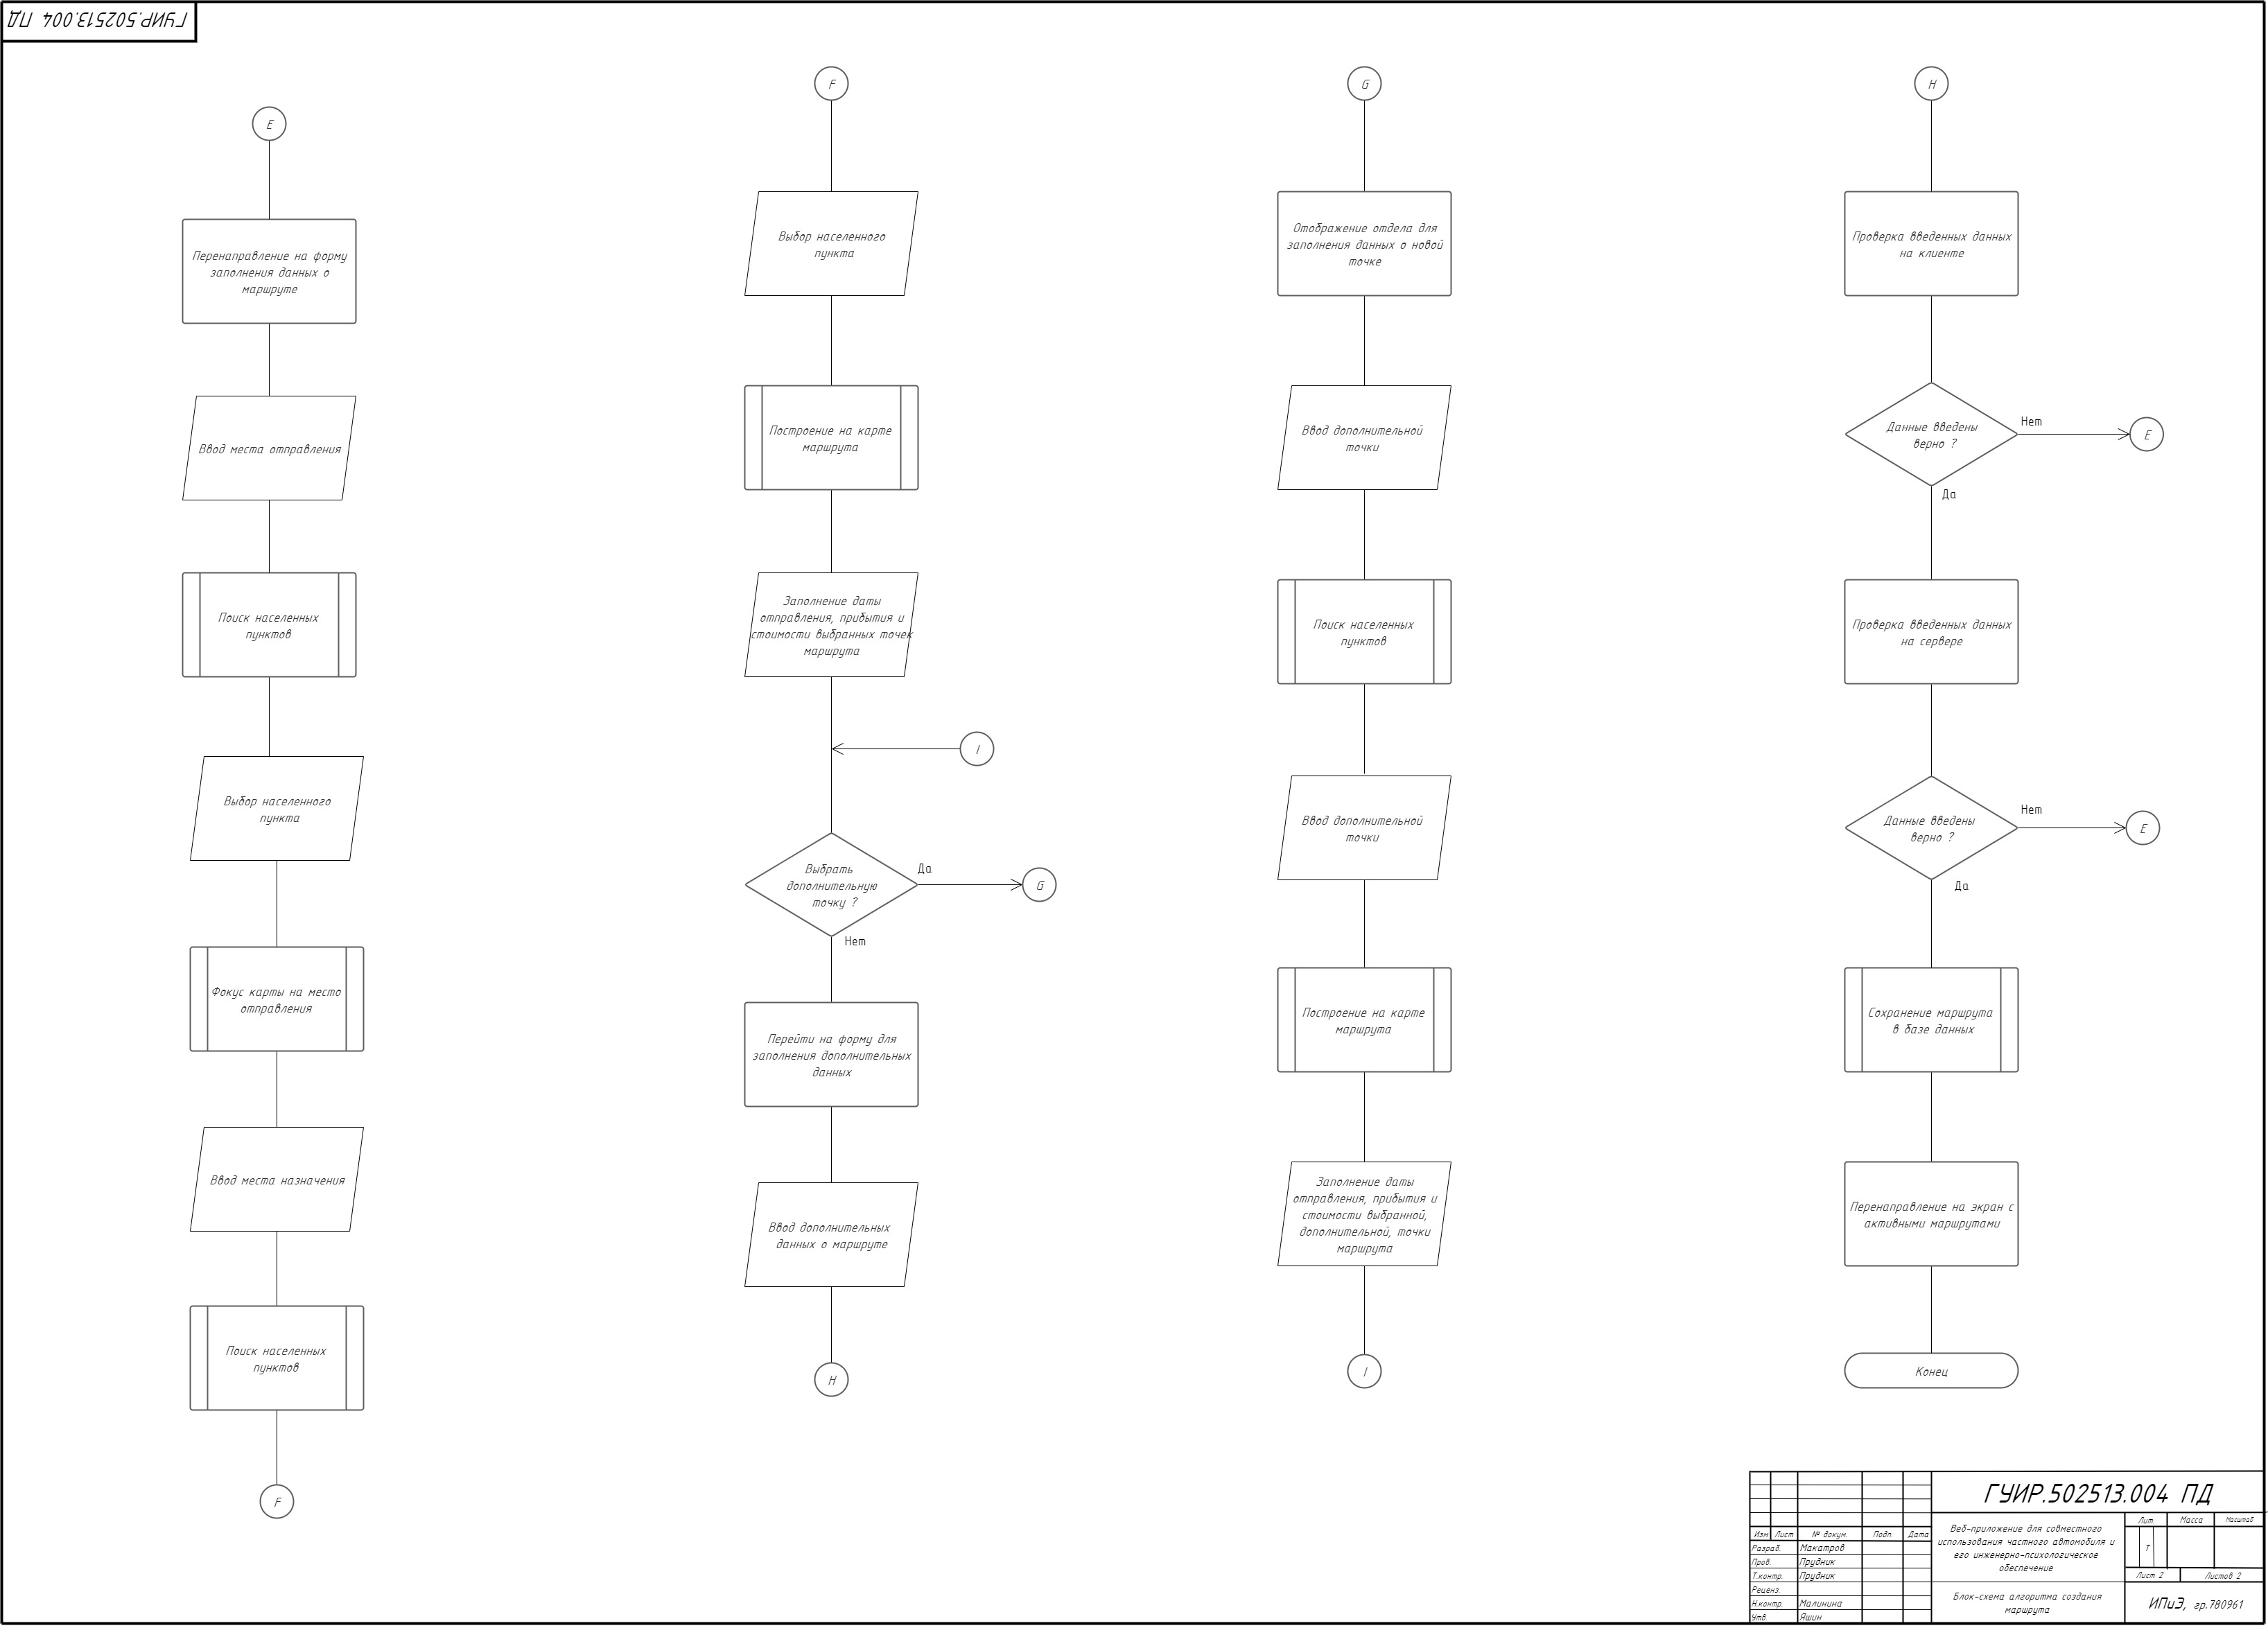 ГУИР.502513.004 ПД
E
Перенаправление на форму
заполнения данных о
маршруте
Ввод места отправления
Поиск населенных
пунктов
Выбор населенного
пункта
Фокус карты на место
отправления
Ввод места назначения
Поиск населенных
пунктов
F
F
Выбор населенного
пункта
Построение на карте
маршрута
Заполнение даты
отправления, прибытия и
стоимости выбранных точек
маршрута
I
Выбрать
дополнительную
точку ?
Да
G
Нет
Перейти на форму для
заполнения дополнительных
данных
Ввод дополнительных
данных о маршруте
H
G
Отображение отдела для
заполнения данных о новой
точке
Ввод дополнительной
точки
Поиск населенных
пунктов
Ввод дополнительной
точки
Построение на карте
маршрута
Заполнение даты
отправления, прибытия и
стоимости выбранной,
дополнительной, точки
маршрута
I
H
Проверка введенных данных
на клиенте
Данные введены
верно ?
Нет
E
Да
Проверка введенных данных
на сервере
Данные введены
верно ?
Нет
E
Да
Сохранение маршрута
в базе данных
Перенаправление на экран с
активными маршрутами
Конец
ГУИР.502513.004 ПД
Изм Лист № докум. Подп. Дата
Разраб. Макатров
Пров. Прудник
Т.контр. Прудник
Реценз.
Н.контр. Малинина
Утв. Яшин
Веб-приложение для совместного
использования частного автомобиля и
его инженерно-психологическое
обеспечение
Блок-схема алгоритма создания
маршрута
Лит. Масса Масштаб
Т
Лист 2 Листов 2
ИПиЭ, гр.780961